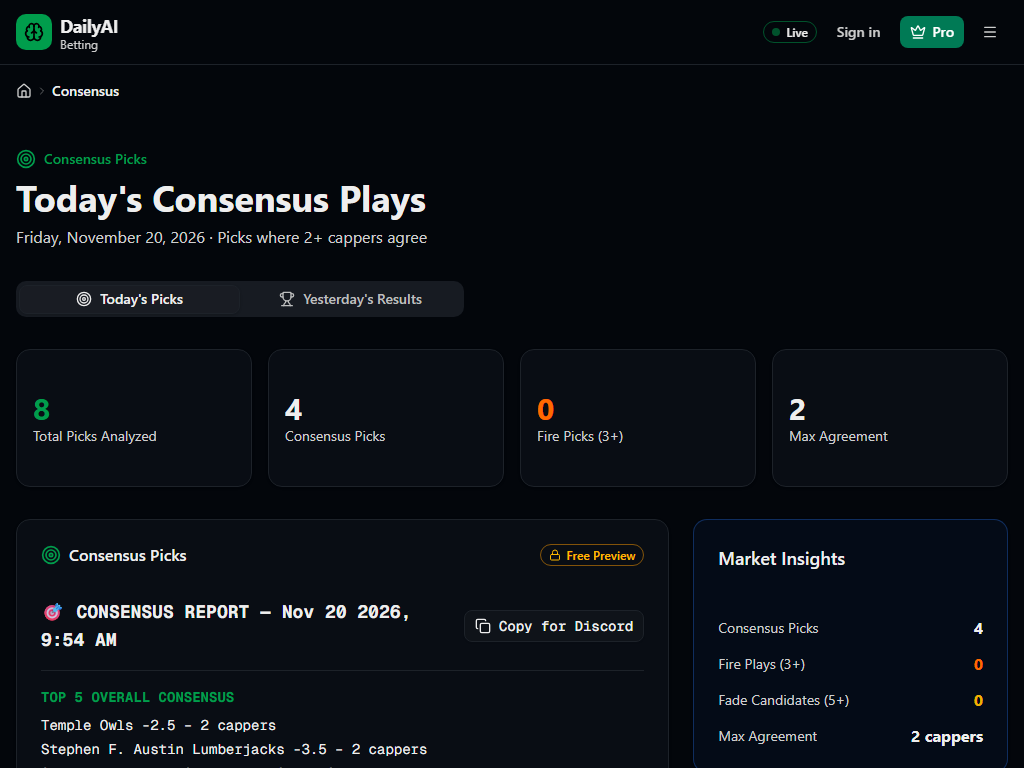 DailyAI
Betting
Live
Sign in
Pro
Consensus
Consensus Picks
Today's Consensus Plays
Friday, November 20, 2026 · Picks where 2+ cappers agree
Today's Picks
Yesterday's Results
8
Total Picks Analyzed
4
Consensus Picks
0
Fire Picks (3+)
2
Max Agreement
Consensus Picks
Free Preview
CONSENSUS REPORT — Nov 20 2026,
9:54 AM
Copy for Discord
TOP 5 OVERALL CONSENSUS
Temple Owls -2.5 – 2 cappers
Stephen F. Austin Lumberjacks -3.5 – 2 cappers
Market Insights
Consensus Picks 4
Fire Plays (3+) 0
Fade Candidates (5+) 0
Max Agreement 2 cappers